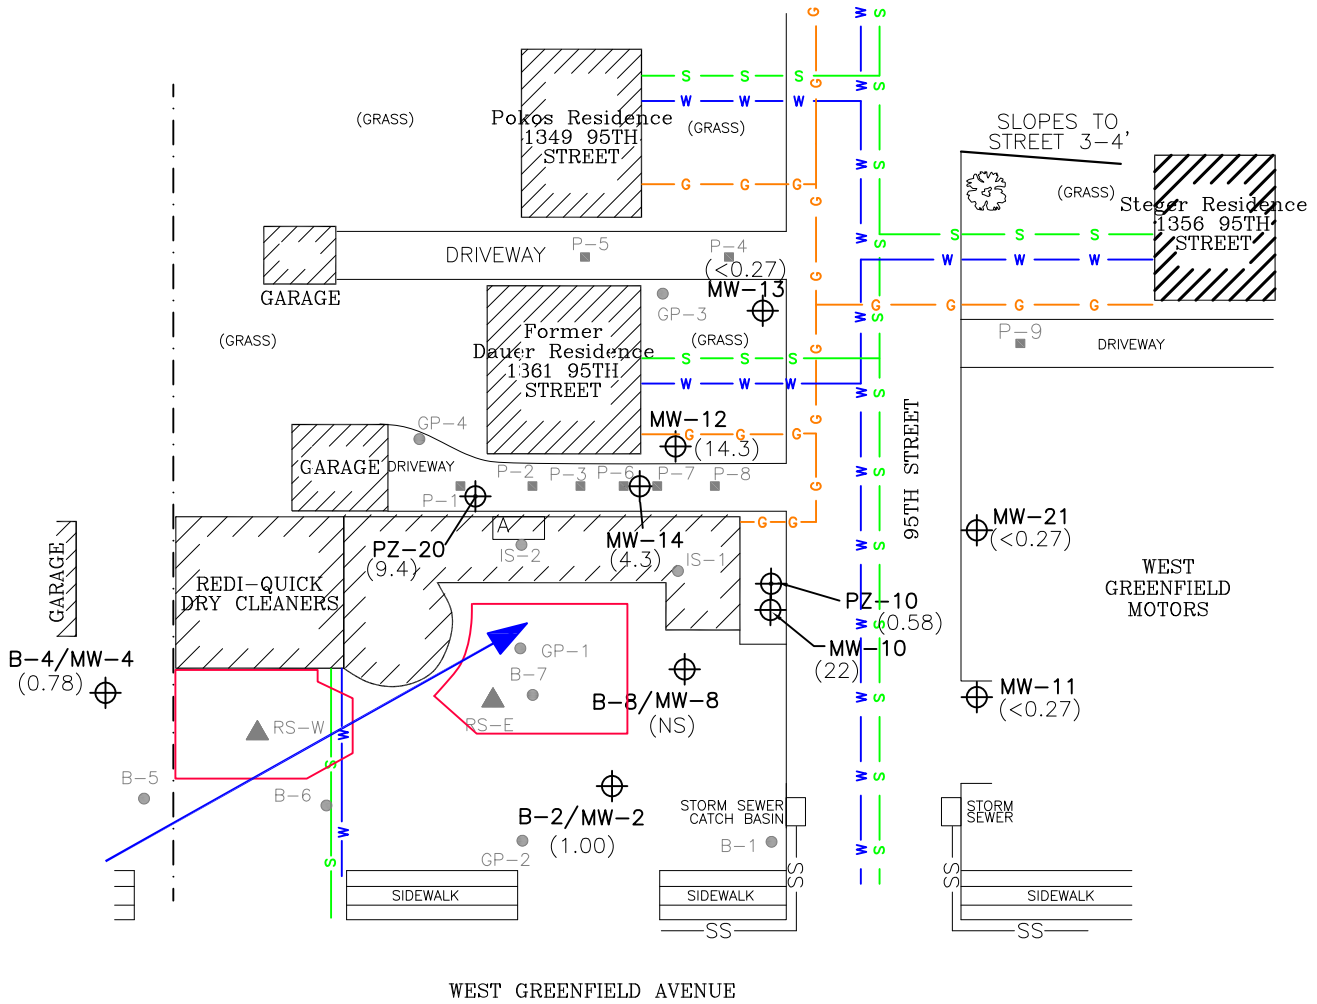 G
W
S
S
S
S
G
W
S
W
W
W
(GRASS)
Pokos Residence
1349 95TH
STREET
(GRASS)
SLOPES TO
STREET 3-4'
W
S
G
G
G
G
(GRASS)
Steger Residence
1356 95TH
STREET
W
S
S
S
S
DRIVEWAY
P-5
P-4
(<0.27)
W
W
W
GARAGE
MW-13
G
GP-3
G
G
G
G
W
S
(GRASS)
Former
Dauer Residence
1361 95TH
STREET
(GRASS)
P-9
DRIVEWAY
S
S
S
G
W
W
W
W
S
GP-4
MW-12
G
G
G
G
(14.3)
95TH STREET
GARAGE
DRIVEWAY
P-2
P-3
P-6
P-7
P-8
W
S
P-1
G
A
G
G
MW-21
(<0.27)
PZ-20
(9.4)
IS-2
MW-14
(4.3)
IS-1
W
S
GARAGE
REDI-QUICK
DRY CLEANERS
WEST
GREENFIELD
MOTORS
PZ-10
(0.58)
W
S
B-4/MW-4
(0.78)
GP-1
B-7
MW-10
(22)
B-8/MW-8
(NS)
MW-11
(<0.27)
W
S
RS-W
RS-E
W
S
B-5
B-6
W
S
B-2/MW-2
(1.00)
STORM SEWER
CATCH BASIN
STORM
SEWER
W
S
GP-2
B-1
W
S
SS
SS
SIDEWALK
SIDEWALK
SIDEWALK
SS
SS
WEST GREENFIELD AVENUE